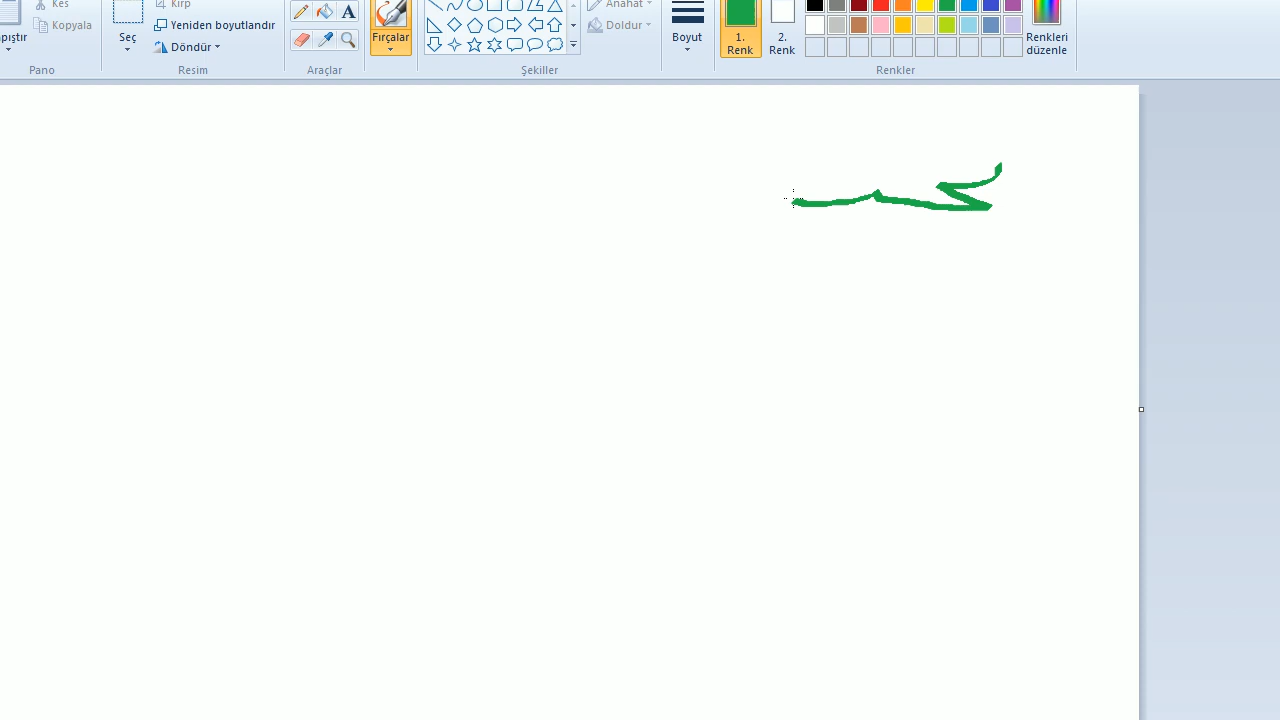 Kes
Kırp
Anahat
Kopyala
Yeniden boyutlandır
A
Doldur
pıştır
Seç
Döndür
Fırçalar
Boyut
1.
Renk
2.
Renk
Renkleri
düzenle
Pano
Resim
Araçlar
Şekiller
Renkler